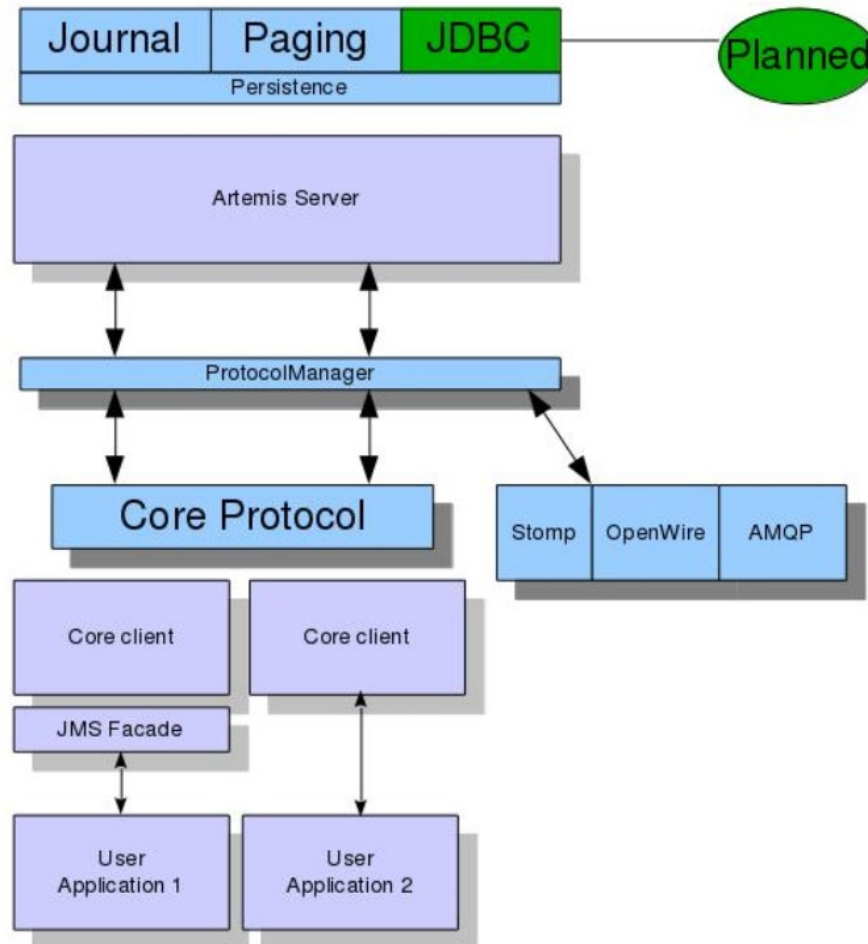 Journal
Paging
JDBC
Planned
Persistence
Artemis Server
ProtocolManager
Core Protocol
Stomp
OpenWire
AMQP
Core client
Core client
JMS Facade
User
Application 1
User
Application 2